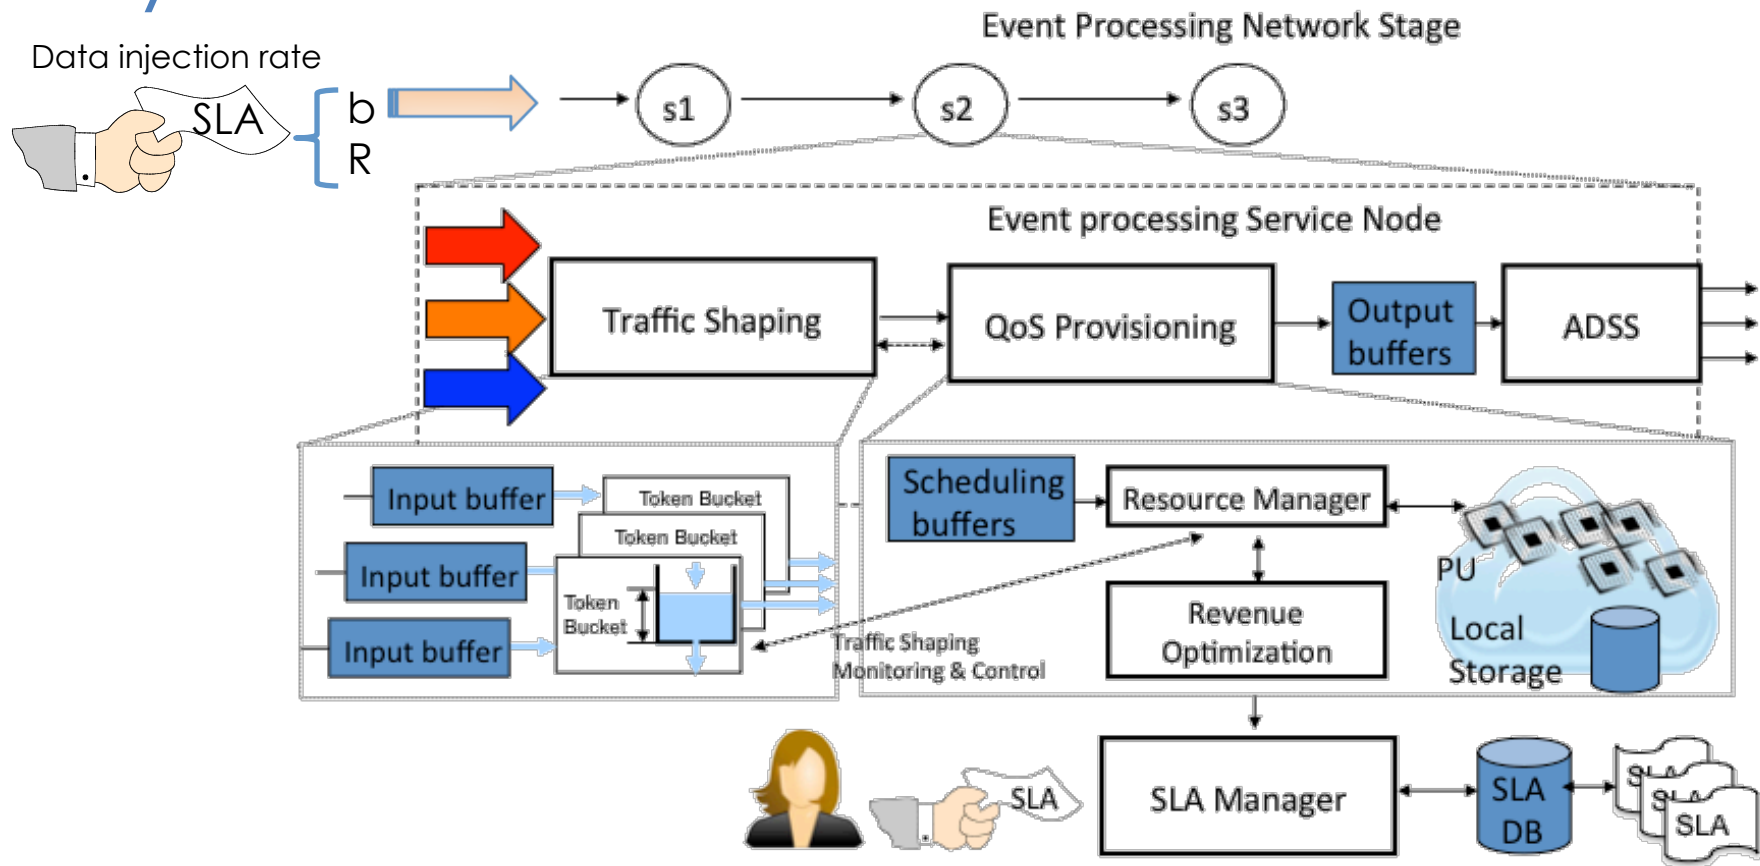 Event Processing Network Stage
Data injection rate
SLA
b
R
s1
s2
s3
Event processing Service Node
Traffic Shaping
QoS Provisioning
Output
buffers
ADSS
Input buffer
Input buffer
Input buffer
Token Bucket
Token Bucket
Token
Bucket
Scheduling
buffers
Resource Manager
Revenue
Optimization
Traffic Shaping
Monitoring & Control
PU
Local
Storage
SLA
SLA Manager
SLA
DB
SLA
SLA
SLA